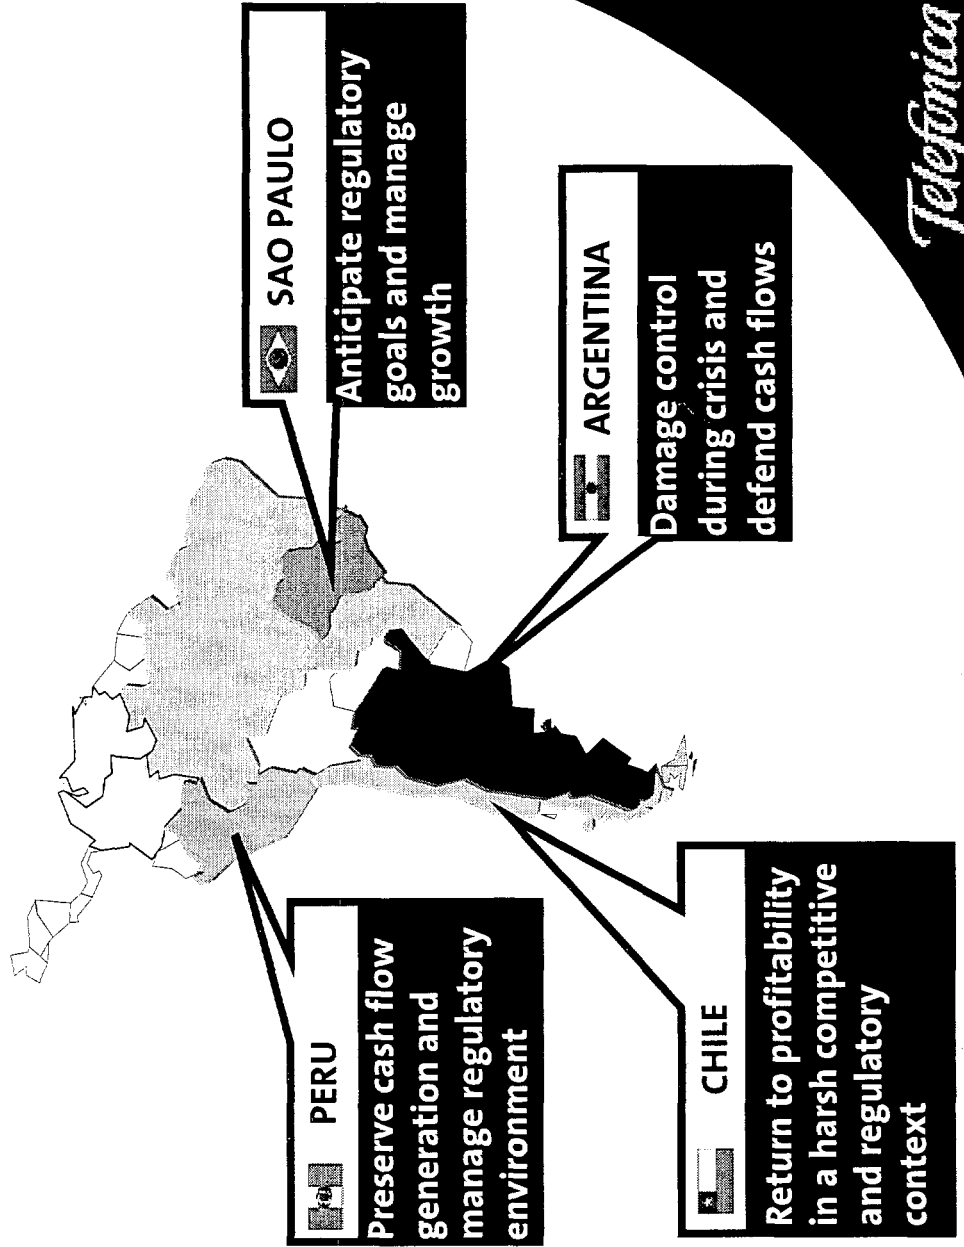 PERU
Preserve cash flow
generation and
manage regulatory
environment
SAO PAULO
Anticipate regulatory
goals and manage
growth
CHILE
Return to profitability
in a harsh competitive
and regulatory
context
ARGENTINA
Damage control
during crisis and
defend cash flows
Telefonica